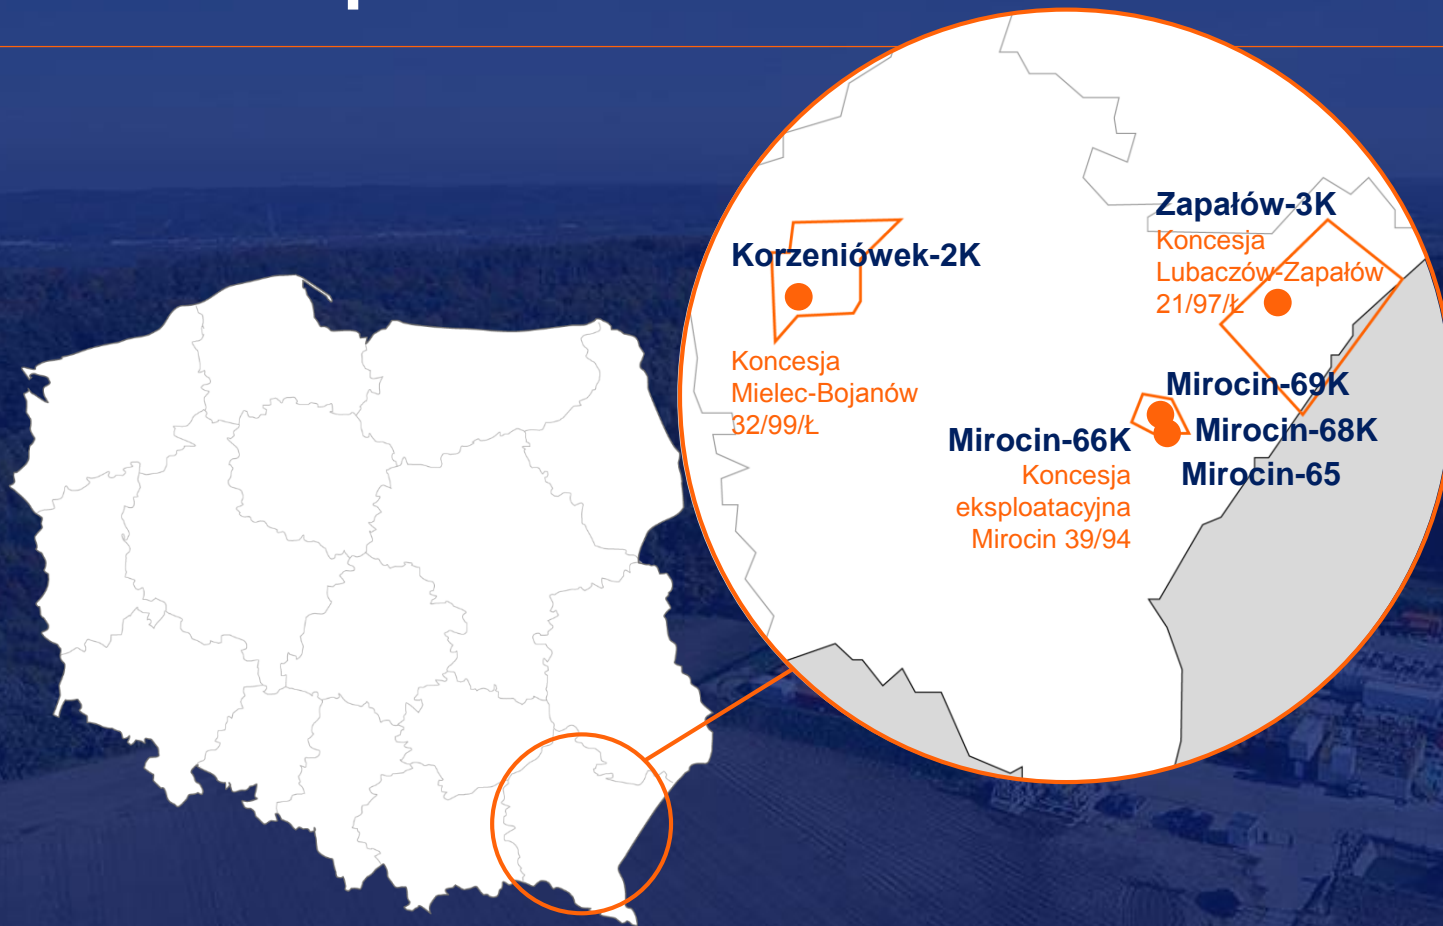 Korzeniówek-2K
Koncesja
Mielec-Bojanów
32/99/Ł
Zapałów-3K
Koncesja
Lubaczów-Zapałów
21/97/Ł
Mirocin-69K
Mirocin-68K
Mirocin-65
Mirocin-66K
Koncesja
eksploatacyjna
Mirocin 39/94